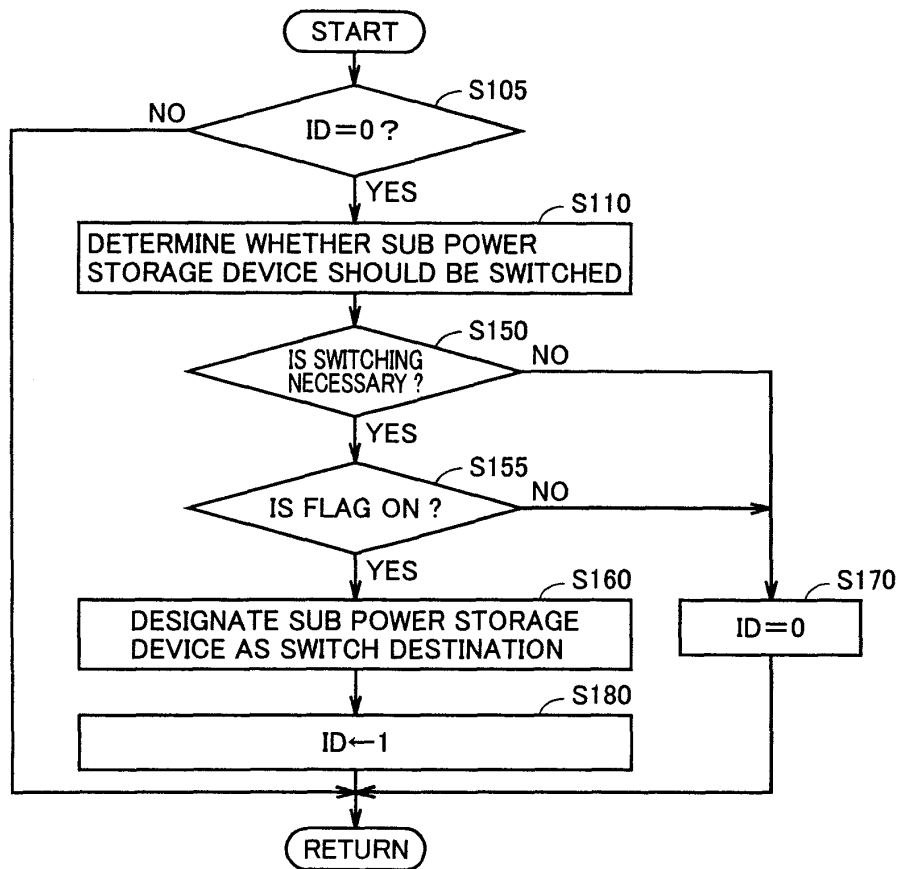 START
S105
NO
ID=0?
YES
S110
DETERMINE WHETHER SUB POWER
STORAGE DEVICE SHOULD BE SWITCHED
S150
IS SWITCHING
NECESSARY?
NO
YES
S155
IS FLAG ON?
NO
YES
S160
DESIGNATE SUB POWER STORAGE
DEVICE AS SWITCH DESTINATION
S170
ID=0
S180
ID←1
RETURN